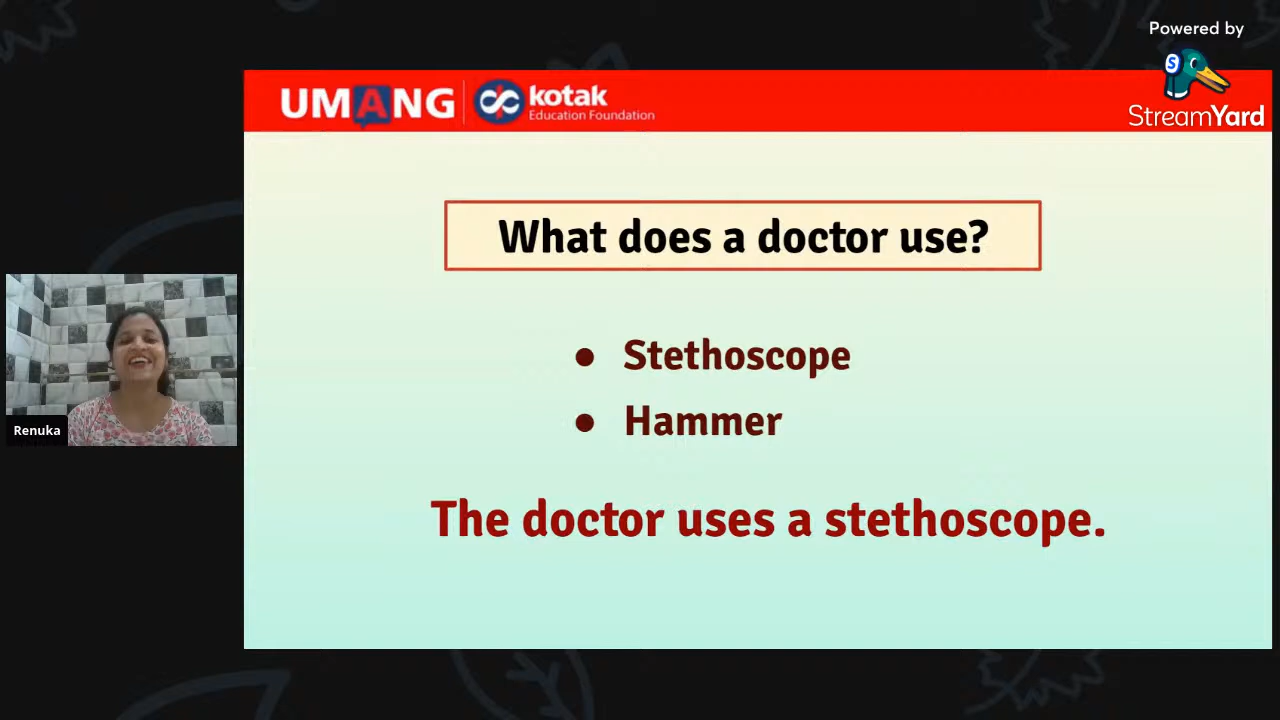 Powered by
StreamYard
UMANG
kotak
Education Foundation
What does a doctor use?
● Stethoscope
● Hammer
The doctor uses a stethoscope.
Renuka